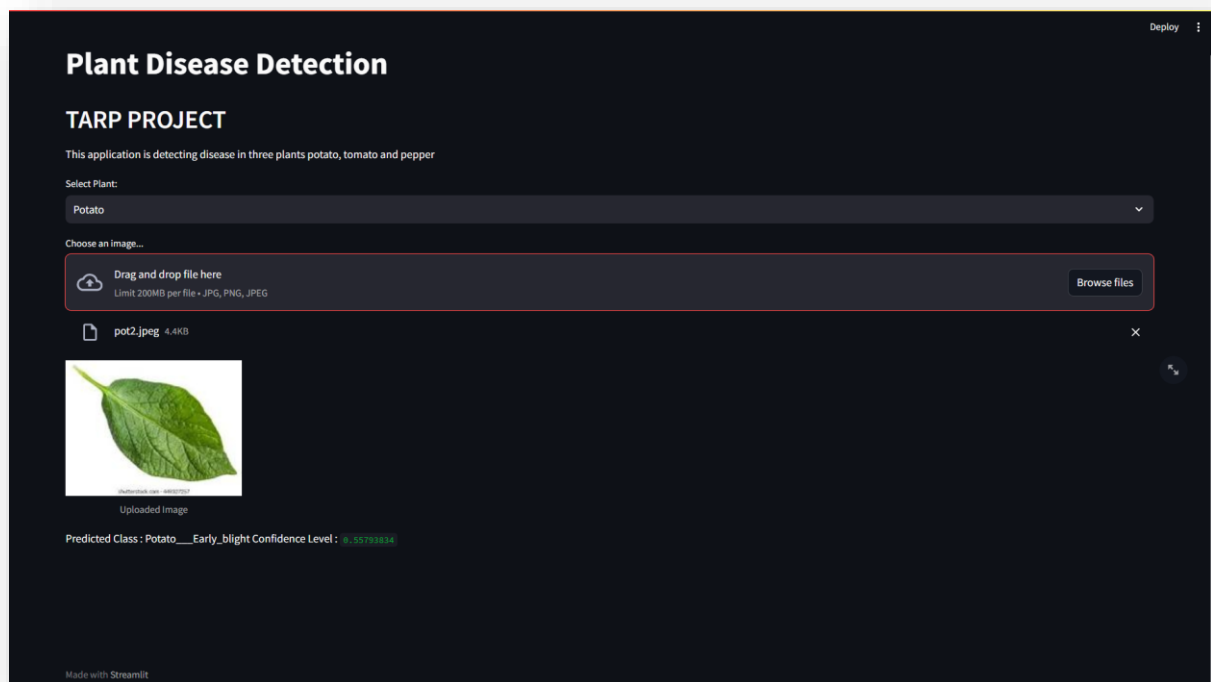 Deploy
Plant Disease Detection
TARP PROJECT
This application is detecting disease in three plants potato, tomato and pepper
Select Plant:
Potato
Choose an image...
Drag and drop file here
Limit 200MB per file • JPG, PNG, JPEG
Browse files
pot2.jpeg 4.4KB
Uploaded Image
Predicted Class : Potato___Early_blight Confidence Level : 0.55793834
Made with Streamlit